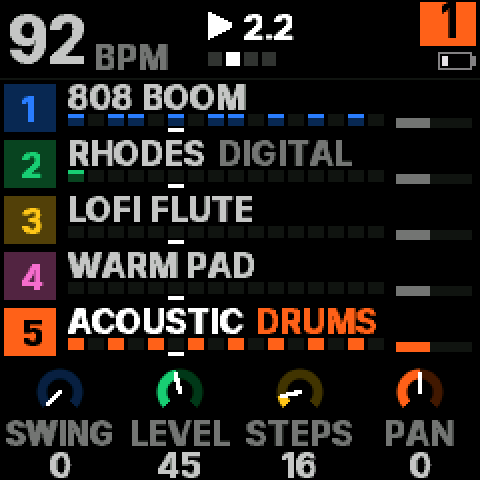 92 BPM 2.2 1
1 808 BOOM
2 RHODES DIGITAL
3 LOFI FLUTE
4 WARM PAD
5 ACOUSTIC DRUMS
SWING LEVEL STEPS PAN
0 45 16 0